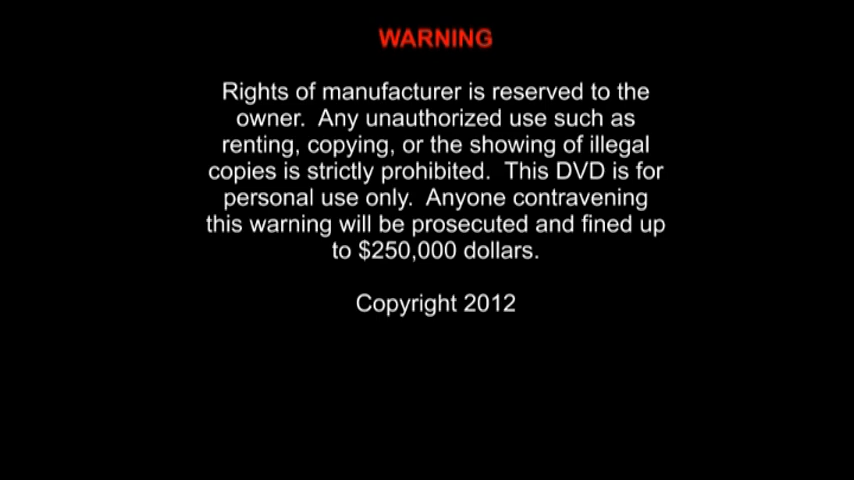 WARNING
Rights of manufacturer is reserved to the
owner.  Any unauthorized use such as
renting, copying, or the showing of illegal
copies is strictly prohibited.  This DVD is for
personal use only.  Anyone contravening
this warning will be prosecuted and fined up
to $250,000 dollars.
Copyright 2012